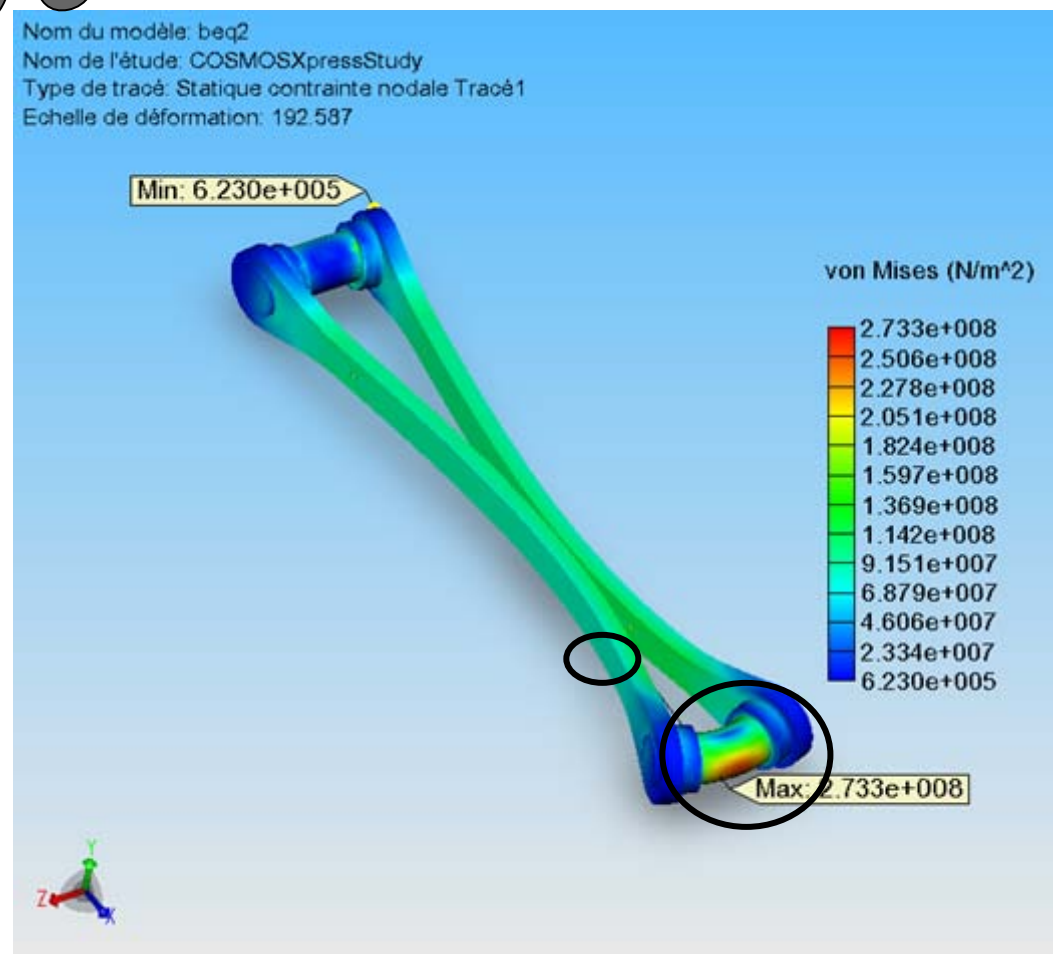 Nom du modèle: beq2
Nom de l'étude: COSMOSXpressStudy
Type de tracé: Statique contrainte nodale Tracé1
Echelle de déformation: 192.587
Min: 6.230e+005
von Mises (N/m^2)
2.733e+008
2.506e+008
2.278e+008
2.051e+008
1.824e+008
1.597e+008
1.369e+008
1.142e+008
9.151e+007
6.879e+007
4.606e+007
2.334e+007
6.230e+005
Max: 2.733e+008
Y
Z
X